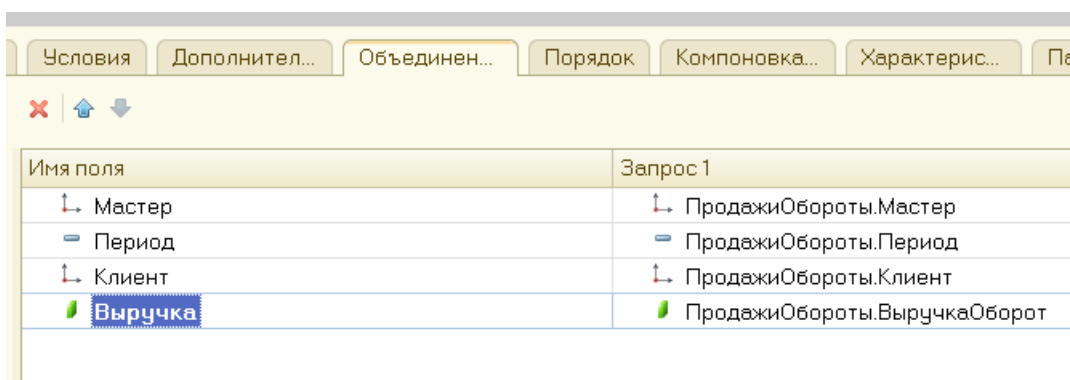 Условия Дополнител... Объединен... Порядок Компоновка... Характерис... Па
Имя поля Запрос 1
Мастер ПродажиОбороты.Мастер
Период ПродажиОбороты.Период
Клиент ПродажиОбороты.Клиент
Выручка ПродажиОбороты.ВыручкаОборот